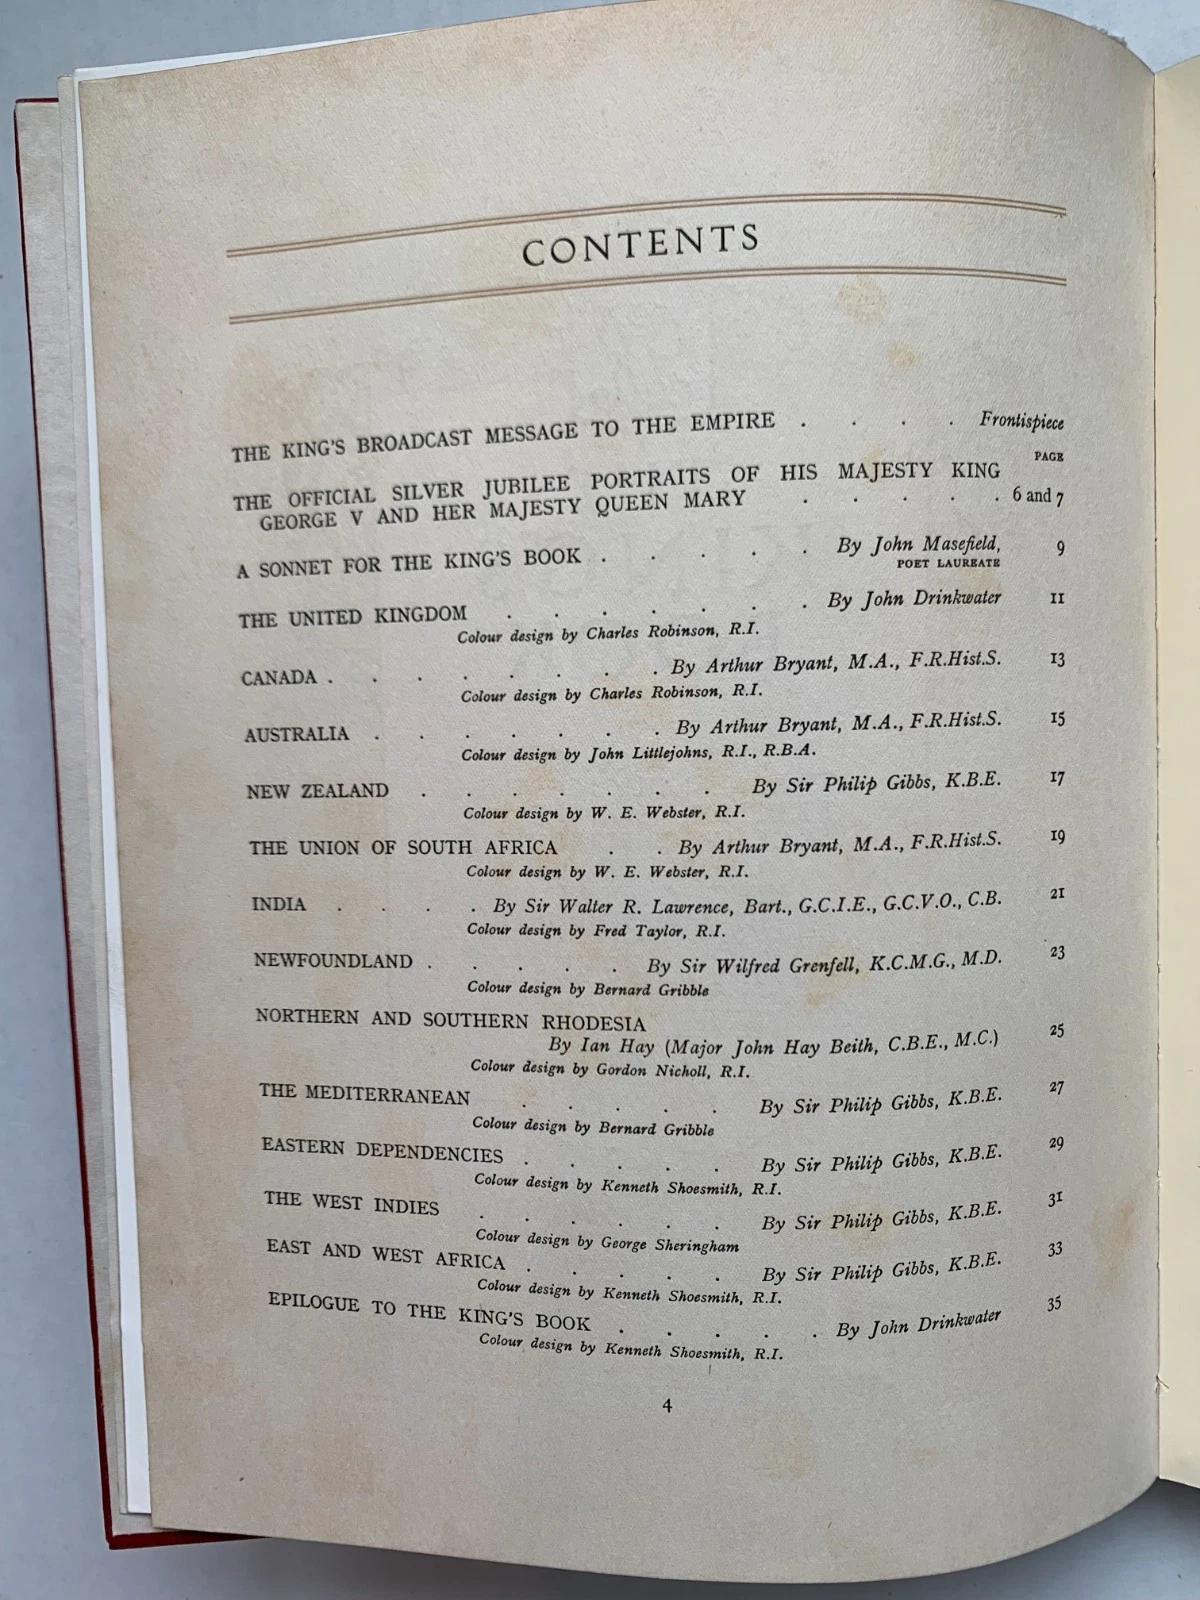 CONTENTS
THE KING'S BROADCAST MESSAGE TO THE EMPIRE . . . . Frontispiece
PAGE
THE OFFICIAL SILVER JUBILEE PORTRAITS OF HIS MAJESTY KING
GEORGE V AND HER MAJESTY QUEEN MARY . . . . . 6 and 7
A SONNET FOR THE KING'S BOOK . . . . . By John Masefield, 9
POET LAUREATE
THE UNITED KINGDOM . . . . . . . By John Drinkwater 11
Colour design by Charles Robinson, R.I.
CANADA . . . . . . . . By Arthur Bryant, M.A., F.R.Hist.S. 13
Colour design by Charles Robinson, R.I.
AUSTRALIA . . . . . . . By Arthur Bryant, M.A., F.R.Hist.S. 15
Colour design by John Littlejohns, R.I., R.B.A.
NEW ZEALAND . . . . . . . By Sir Philip Gibbs, K.B.E. 17
Colour design by W. E. Webster, R.I.
THE UNION OF SOUTH AFRICA . . By Arthur Bryant, M.A., F.R.Hist.S. 19
Colour design by W. E. Webster, R.I.
INDIA . . . . By Sir Walter R. Lawrence, Bart., G.C.I.E., G.C.V.O., C.B. 21
Colour design by Fred Taylor, R.I.
NEWFOUNDLAND . . . . . By Sir Wilfred Grenfell, K.C.M.G., M.D. 23
Colour design by Bernard Gribble
NORTHERN AND SOUTHERN RHODESIA
By Ian Hay (Major John Hay Beith, C.B.E., M.C.) 25
Colour design by Gordon Nicholl, R.I.
THE MEDITERRANEAN . . . . . By Sir Philip Gibbs, K.B.E. 27
Colour design by Bernard Gribble
EASTERN DEPENDENCIES . . . . . By Sir Philip Gibbs, K.B.E. 29
Colour design by Kenneth Shoesmith, R.I.
THE WEST INDIES . . . . . . By Sir Philip Gibbs, K.B.E. 31
Colour design by George Sheringham
EAST AND WEST AFRICA . . . . . By Sir Philip Gibbs, K.B.E. 33
Colour design by Kenneth Shoesmith, R.I.
EPILOGUE TO THE KING'S BOOK . . . . . By John Drinkwater 35
Colour design by Kenneth Shoesmith, R.I.
4